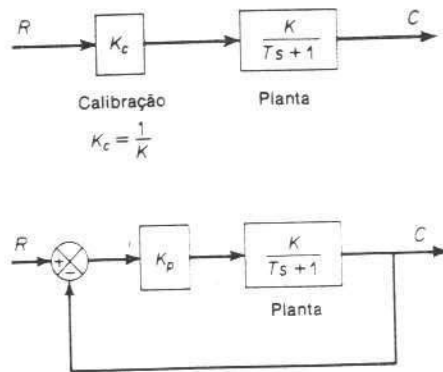 R
K_c
K
Ts + 1
C
Calibração
Planta
K_c = 1/K
R
+
−
K_p
K
Ts + 1
C
Planta